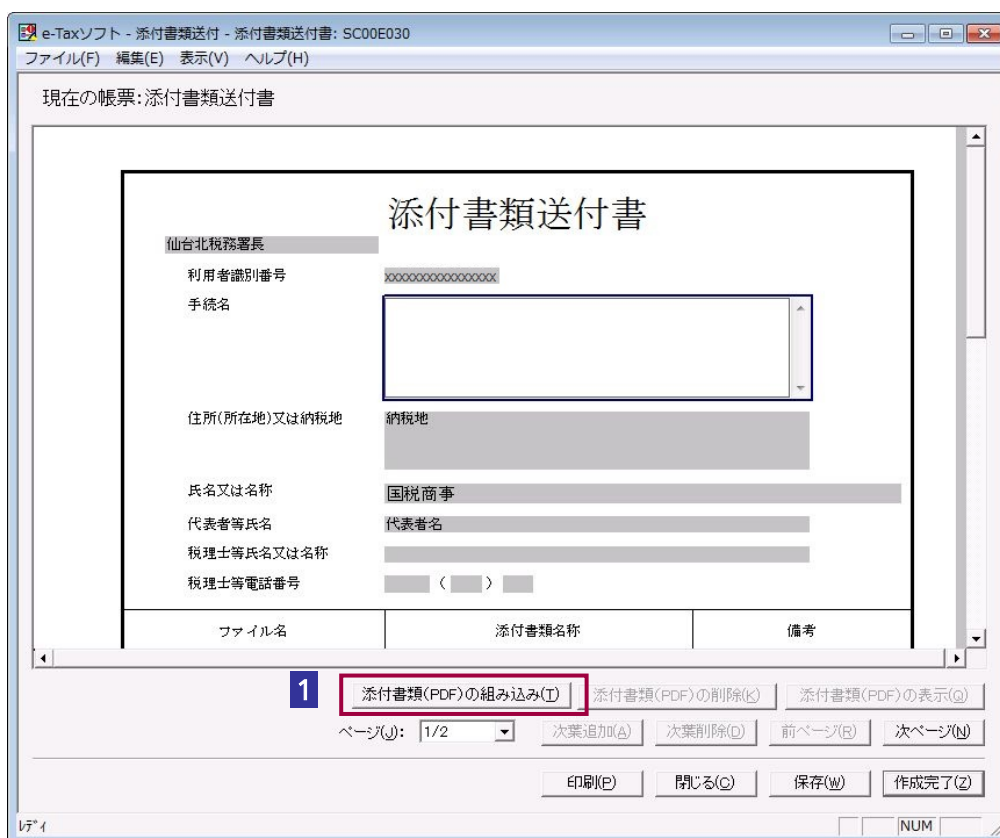 e-Taxソフト - 添付書類送付 - 添付書類送付書: SC00E030
ファイル(F) 編集(E) 表示(V) ヘルプ(H)
現在の帳票:添付書類送付書
添付書類送付書
仙台北税務署長
利用者識別番号 xxxxxxxxxxxxxxxx
手続名
住所(所在地)又は納税地 納税地
氏名又は名称 国税商事
代表者等氏名 代表者名
税理士等氏名又は名称
税理士等電話番号 ( )
ファイル名 添付書類名称 備考
1 添付書類(PDF)の組み込み(T) 添付書類(PDF)の削除(K) 添付書類(PDF)の表示(Q)
ページ(J): 1/2 次葉追加(A) 次葉削除(D) 前ページ(R) 次ページ(N)
印刷(P) 閉じる(C) 保存(W) 作成完了(Z)
ﾚﾃﾞｨ NUM